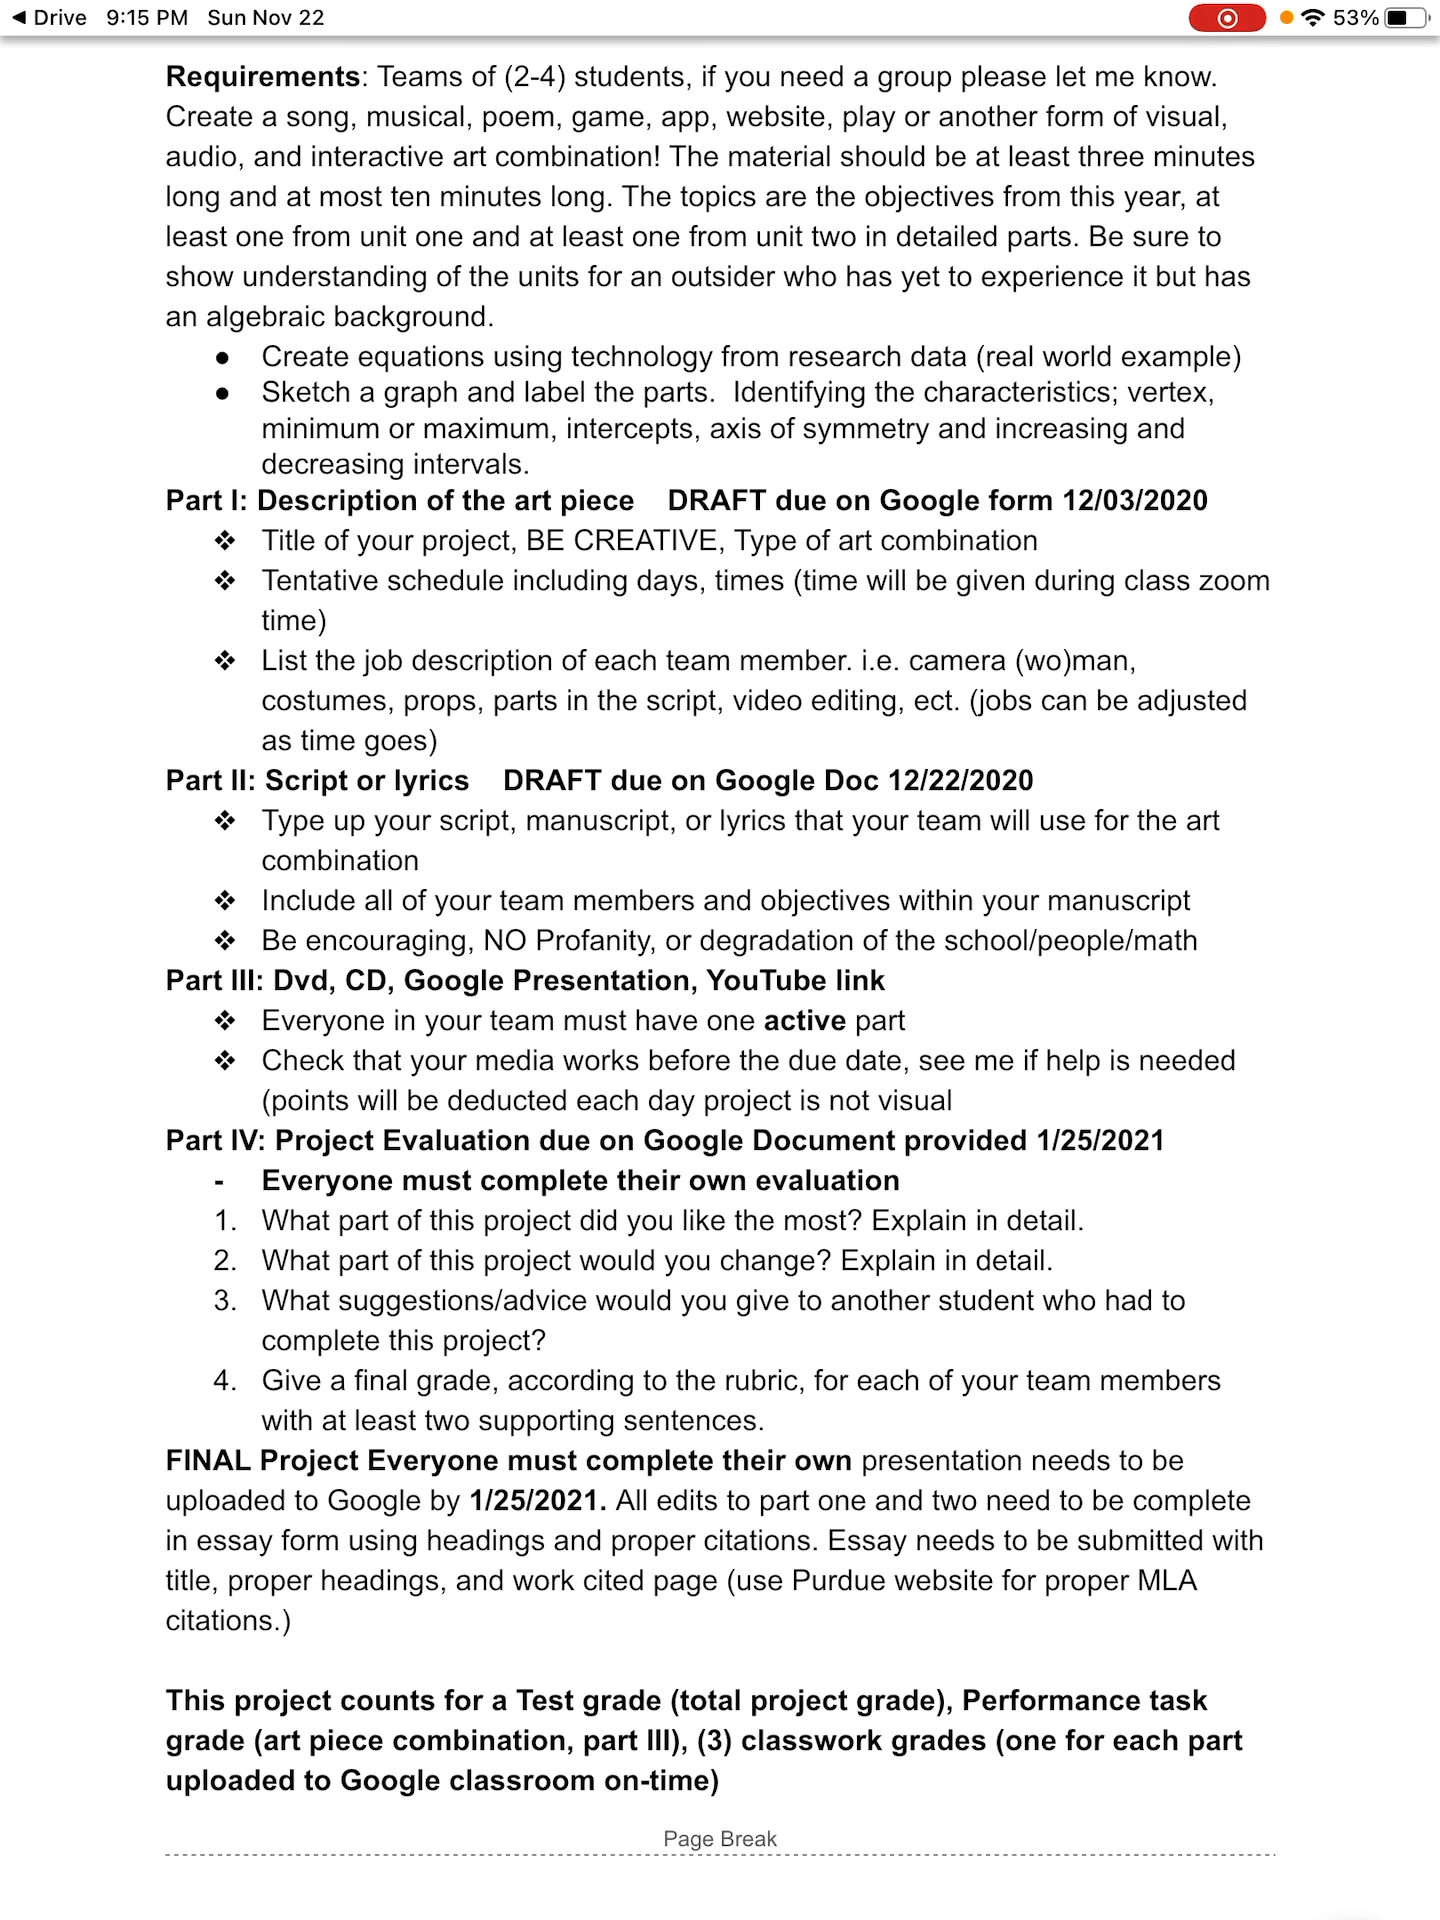 ◀ Drive 9:15 PM Sun Nov 22 53%
Requirements: Teams of (2-4) students, if you need a group please let me know.
Create a song, musical, poem, game, app, website, play or another form of visual,
audio, and interactive art combination! The material should be at least three minutes
long and at most ten minutes long. The topics are the objectives from this year, at
least one from unit one and at least one from unit two in detailed parts. Be sure to
show understanding of the units for an outsider who has yet to experience it but has
an algebraic background.
● Create equations using technology from research data (real world example)
● Sketch a graph and label the parts.  Identifying the characteristics; vertex,
minimum or maximum, intercepts, axis of symmetry and increasing and
decreasing intervals.
Part I: Description of the art piece    DRAFT due on Google form 12/03/2020
❖ Title of your project, BE CREATIVE, Type of art combination
❖ Tentative schedule including days, times (time will be given during class zoom
time)
❖ List the job description of each team member. i.e. camera (wo)man,
costumes, props, parts in the script, video editing, ect. (jobs can be adjusted
as time goes)
Part II: Script or lyrics    DRAFT due on Google Doc 12/22/2020
❖ Type up your script, manuscript, or lyrics that your team will use for the art
combination
❖ Include all of your team members and objectives within your manuscript
❖ Be encouraging, NO Profanity, or degradation of the school/people/math
Part III: Dvd, CD, Google Presentation, YouTube link
❖ Everyone in your team must have one active part
❖ Check that your media works before the due date, see me if help is needed
(points will be deducted each day project is not visual
Part IV: Project Evaluation due on Google Document provided 1/25/2021
- Everyone must complete their own evaluation
1. What part of this project did you like the most? Explain in detail.
2. What part of this project would you change? Explain in detail.
3. What suggestions/advice would you give to another student who had to
complete this project?
4. Give a final grade, according to the rubric, for each of your team members
with at least two supporting sentences.
FINAL Project Everyone must complete their own presentation needs to be
uploaded to Google by 1/25/2021. All edits to part one and two need to be complete
in essay form using headings and proper citations. Essay needs to be submitted with
title, proper headings, and work cited page (use Purdue website for proper MLA
citations.)
This project counts for a Test grade (total project grade), Performance task
grade (art piece combination, part III), (3) classwork grades (one for each part
uploaded to Google classroom on-time)
Page Break